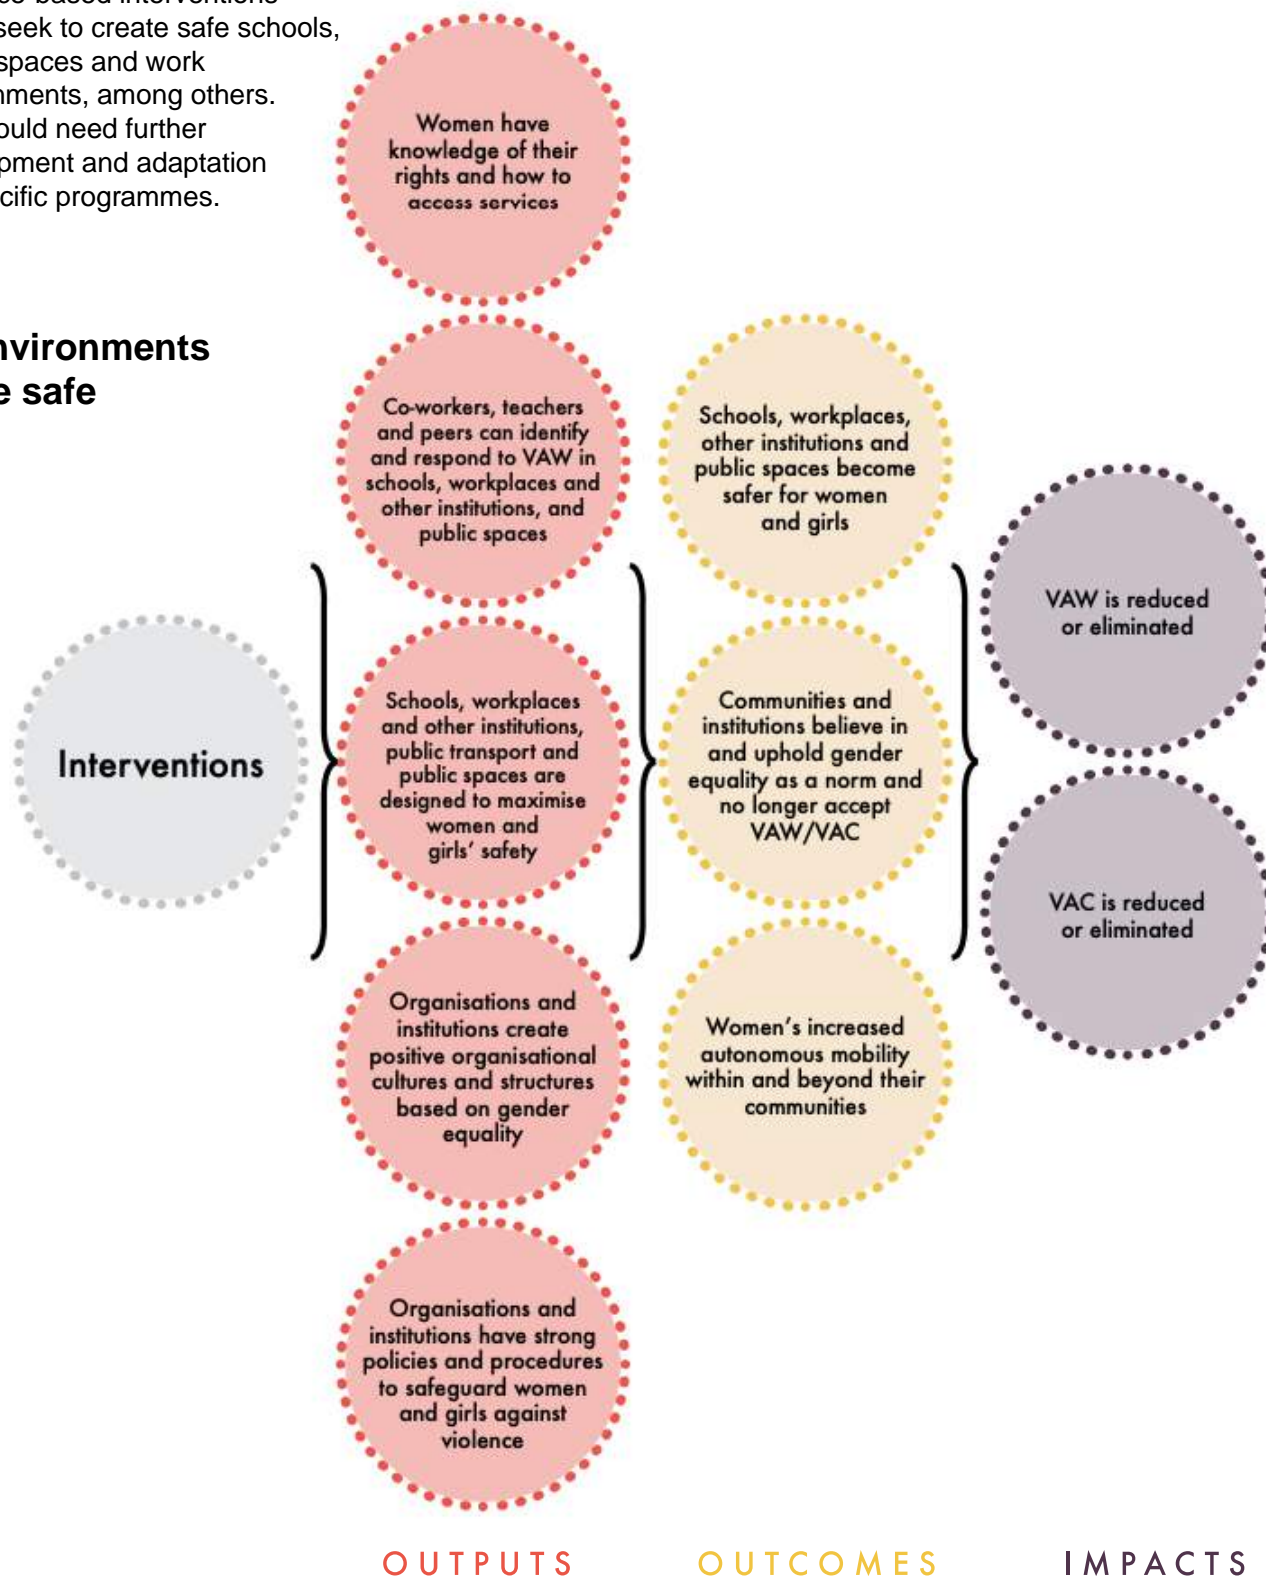 seek to create safe schools,
spaces and work
among others.
need further
and adaptation
programmes.
safe
Interventions
Women have
knowledge of their
rights and how to
access services
Co-workers, teachers
and peers can identify
and respond to VAW in
schools, workplaces and
other institutions, and
public spaces
Schools, workplaces
and other institutions,
public transport and
public spaces are
designed to maximise
women and
girls’ safety
Organisations and
institutions create
positive organisational
cultures and structures
based on gender
equality
Organisations and
institutions have strong
policies and procedures
to safeguard women
and girls against
violence
OUTPUTS
Schools, workplaces,
other institutions and
public spaces become
safer for women
and girls
Communities and
institutions believe in
and uphold gender
equality as a norm and
no longer accept
VAW/VAC
Women’s increased
autonomous mobility
within and beyond their
communities
OUTCOMES
VAW is reduced
or eliminated
VAC is reduced
or eliminated
IMPACTS